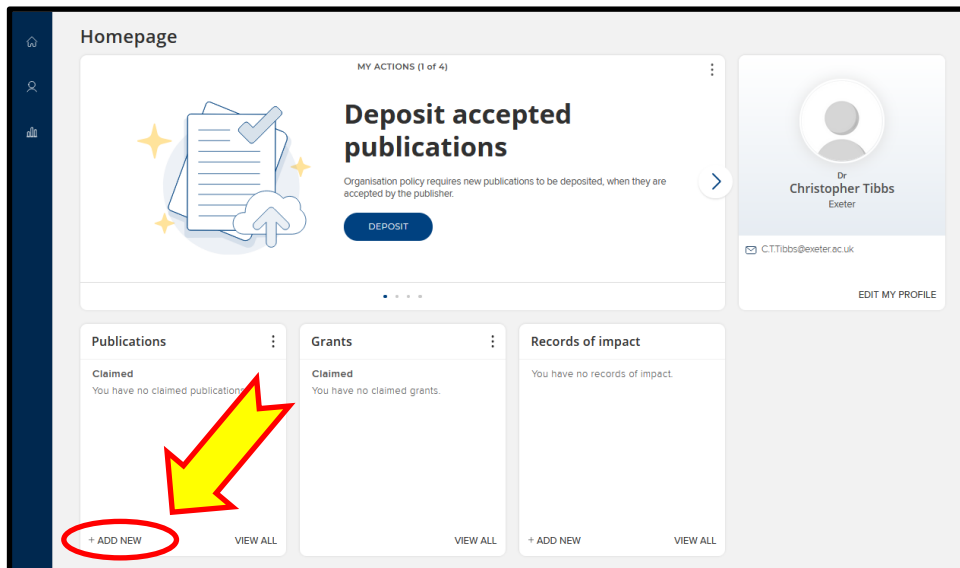 Homepage
MY ACTIONS (1 of 4)
Deposit accepted
publications
Organisation policy requires new publications to be deposited, when they are
accepted by the publisher.
DEPOSIT
Dr
Christopher Tibbs
Exeter
C.T.Tibbs@exeter.ac.uk
EDIT MY PROFILE
Publications
Claimed
You have no claimed publications
+ ADD NEW
VIEW ALL
Grants
Claimed
You have no claimed grants.
VIEW ALL
Records of impact
You have no records of impact.
+ ADD NEW
VIEW ALL